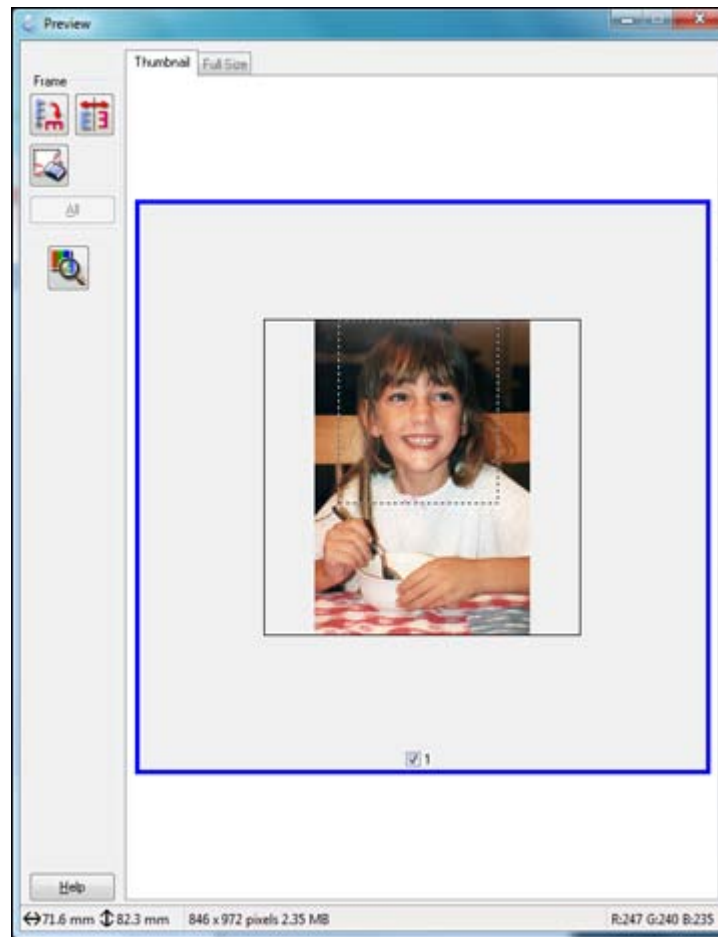 Preview
Thumbnail Full Size
Frame
All
1
Help
71.6 mm 82.3 mm 846 x 972 pixels 2.35 MB R:247 G:240 B:235